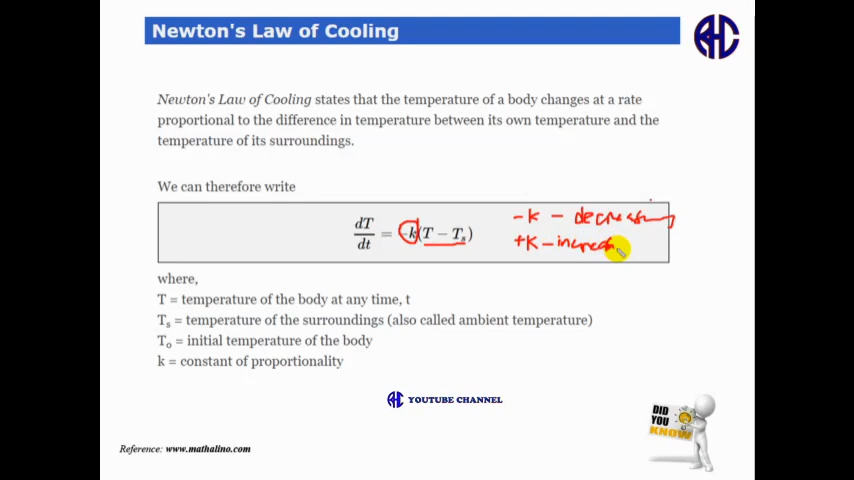 Newton's Law of Cooling
RHC
Newton's Law of Cooling states that the temperature of a body changes at a rate
proportional to the difference in temperature between its own temperature and the
temperature of its surroundings.
We can therefore write
dT/dt = -k(T − Ts)
-k - decreasing
+k - increas
where,
T = temperature of the body at any time, t
Ts = temperature of the surroundings (also called ambient temperature)
To = initial temperature of the body
k = constant of proportionality
RHC YOUTUBE CHANNEL
DID
YOU
KNOW
Reference: www.mathalino.com